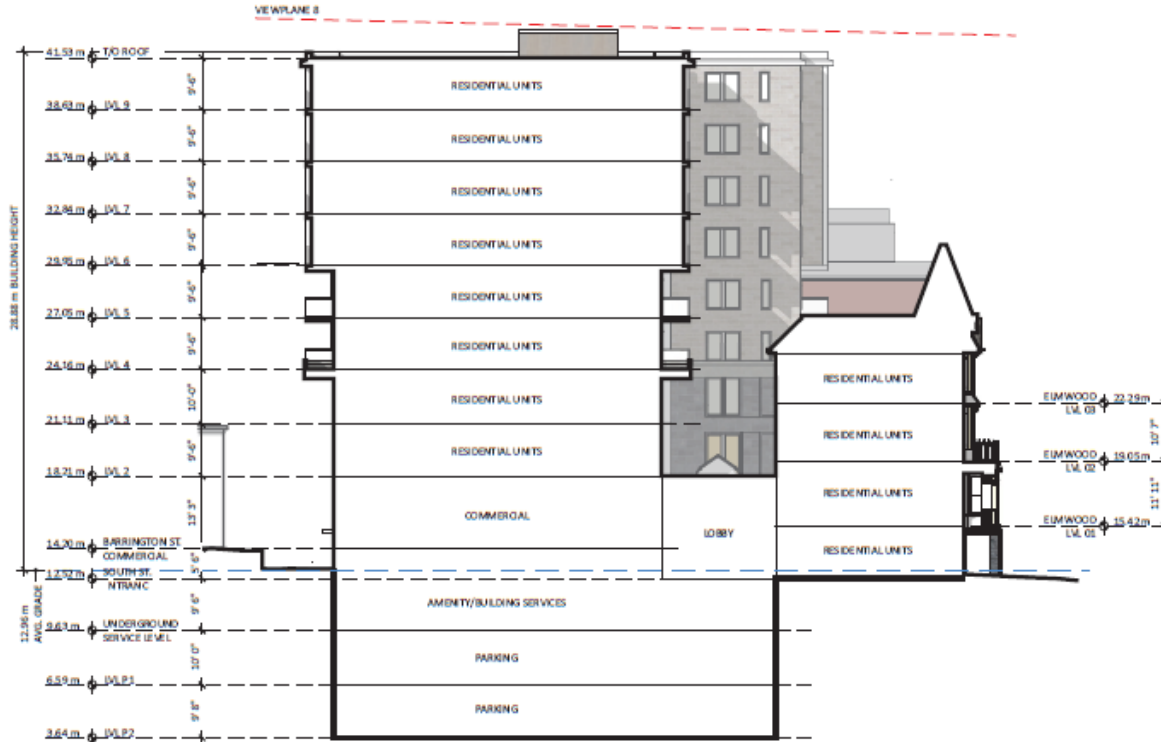 VIEWPLANE 8
41.53 m T/O ROOF
9'-6"
RESIDENTIAL UNITS
38.63 m LVL 9
9'-6"
RESIDENTIAL UNITS
35.74 m LVL 8
9'-6"
RESIDENTIAL UNITS
32.84 m LVL 7
9'-6"
RESIDENTIAL UNITS
29.95 m LVL 6
9'-6"
RESIDENTIAL UNITS
27.05 m LVL 5
9'-6"
RESIDENTIAL UNITS
24.16 m LVL 4
10'-0"
RESIDENTIAL UNITS
21.11 m LVL 3
9'-6"
RESIDENTIAL UNITS
18.21 m LVL 2
13'3"
COMMERCIAL
LOBBY
14.20 m BARRINGTON ST.
COMMERCIAL
5'6"
12.52 m SOUTH ST.
NTRANC
9'6"
AMENITY/BUILDING SERVICES
9.63 m UNDERGROUND
SERVICE LEVEL
10'0"
PARKING
6.59 m LVL P1
9'8"
PARKING
3.64 m LVL P2
28.88 m BUILDING HEIGHT
12.96 m
AVG. GRADE
RESIDENTIAL UNITS
ELMWOOD 22.29 m
LVL 03
10'7"
RESIDENTIAL UNITS
ELMWOOD 19.05 m
LVL 02
11'11"
RESIDENTIAL UNITS
ELMWOOD 15.42 m
LVL 01
RESIDENTIAL UNITS